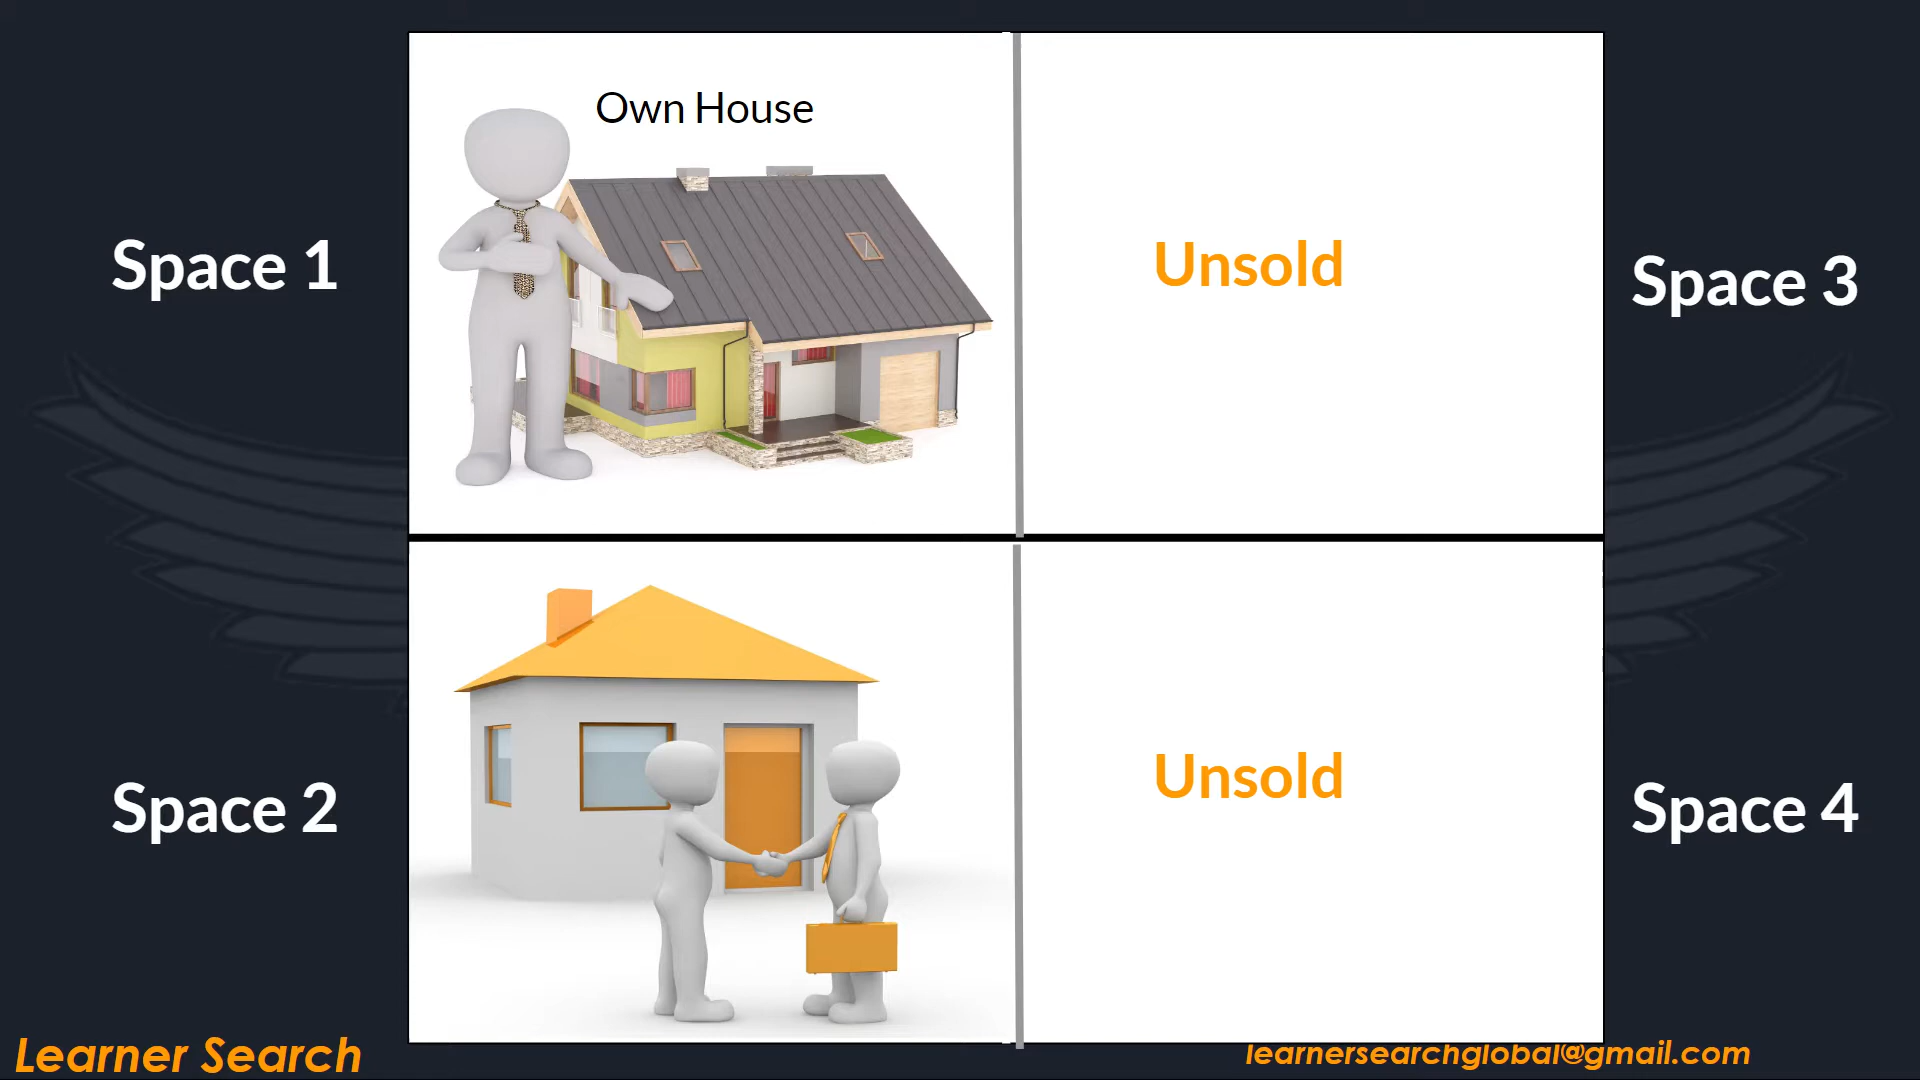 Own House
Space 1
Unsold
Space 3
Space 2
Unsold
Space 4
Learner Search
learnersearchglobal@gmail.com